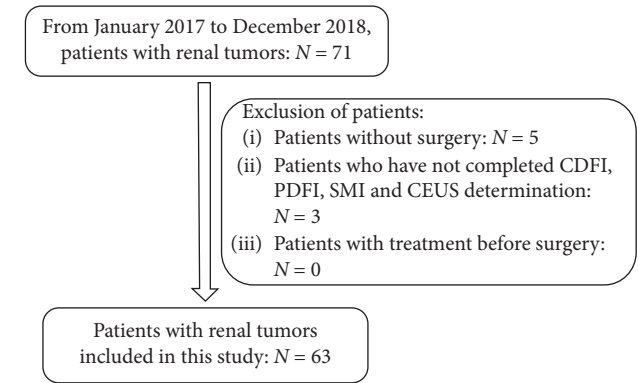 From January 2017 to December 2018,
patients with renal tumors: N = 71
Exclusion of patients:
(i) Patients without surgery: N = 5
(ii) Patients who have not completed CDFI,
PDFI, SMI and CEUS determination:
N = 3
(iii) Patients with treatment before surgery:
N = 0
Patients with renal tumors
included in this study: N = 63